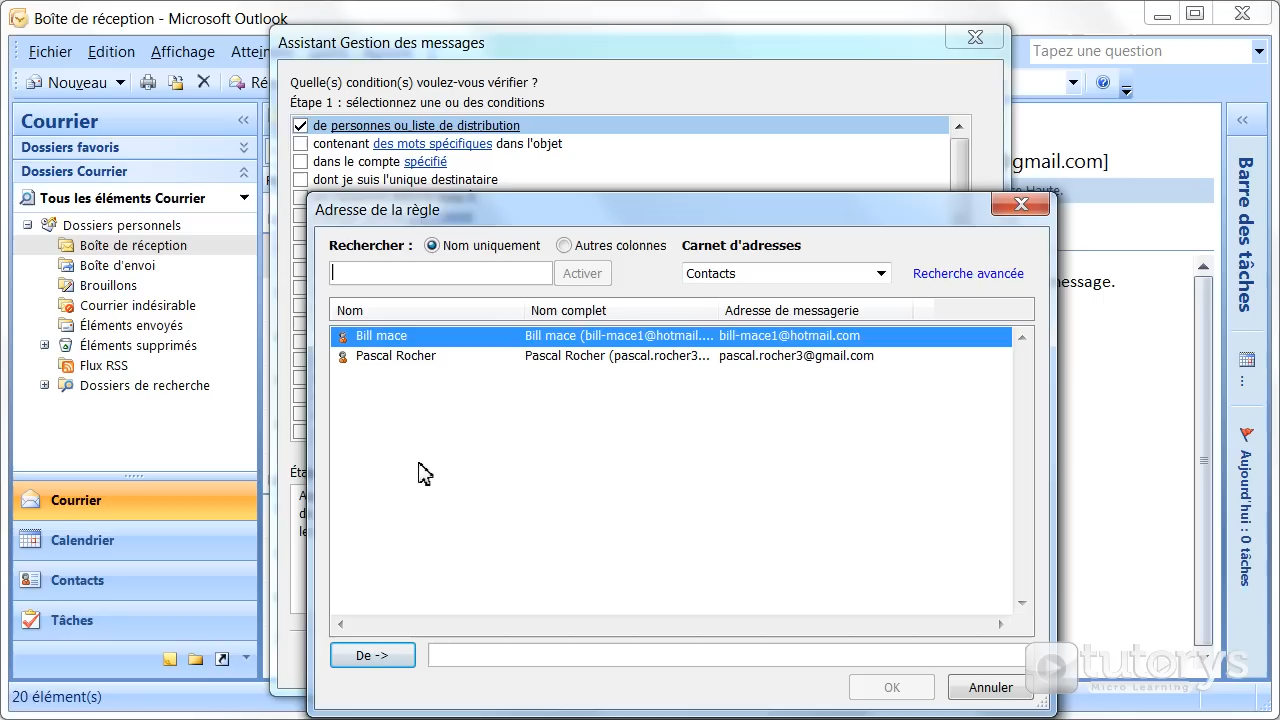 Boîte de réception - Microsoft Outlook
Fichier Edition Affichage Attein
Tapez une question
Nouveau Ré
Courrier
Dossiers favoris
Dossiers Courrier
Tous les éléments Courrier
Dossiers personnels
Boîte de réception
Boîte d'envoi
Brouillons
Courrier indésirable
Éléments envoyés
Éléments supprimés
Flux RSS
Dossiers de recherche
Courrier
Calendrier
Contacts
Tâches
20 élément(s)
Assistant Gestion des messages
Quelle(s) condition(s) voulez-vous vérifier ?
Étape 1 : sélectionnez une ou des conditions
de personnes ou liste de distribution
contenant des mots spécifiques dans l'objet
dans le compte spécifié
dont je suis l'unique destinataire
Éta
A
d
le
Adresse de la règle
Rechercher : Nom uniquement Autres colonnes Carnet d'adresses
Activer Contacts Recherche avancée
Nom Nom complet Adresse de messagerie
Bill mace Bill mace (bill-mace1@hotmail.... bill-mace1@hotmail.com
Pascal Rocher Pascal Rocher (pascal.rocher3... pascal.rocher3@gmail.com
De ->
OK Annuler
gmail.com]
Haute.
essage.
Barre des tâches
Aujourd'hui : 0 tâches
tutorys
Micro Learning